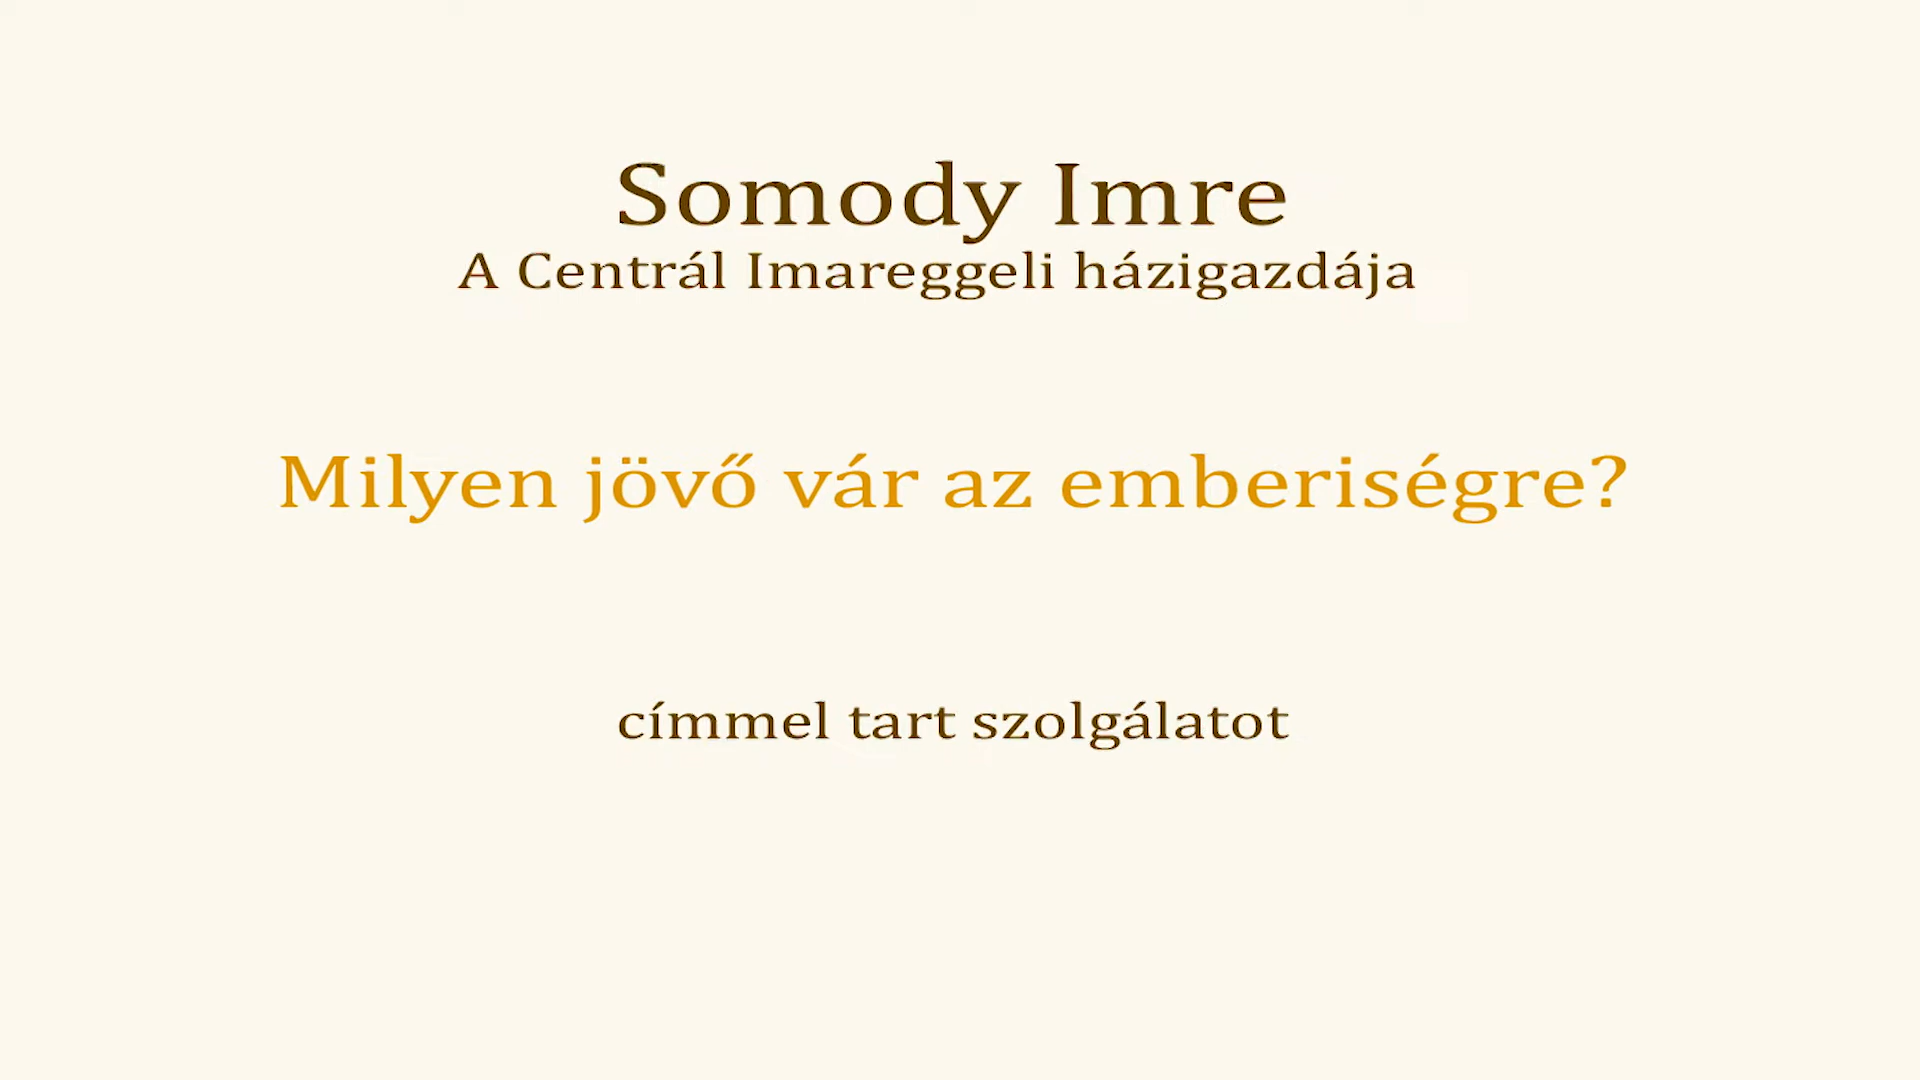 Somody Imre
A Centrál Imareggeli házigazdája
Milyen jövő vár az emberiségre?
címmel tart szolgálatot